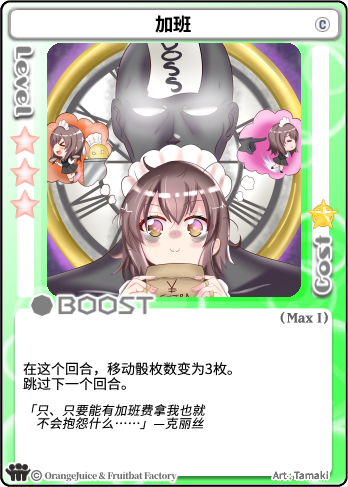 加班
C
Level
Cost
BOOST
(Max 1)
在这个回合，移动骰枚数变为3枚。
跳过下一个回合。
「只、只要能有加班费拿我也就
不会抱怨什么……」—克丽丝
© OrangeJuice & Fruitbat Factory
Art:Tamaki